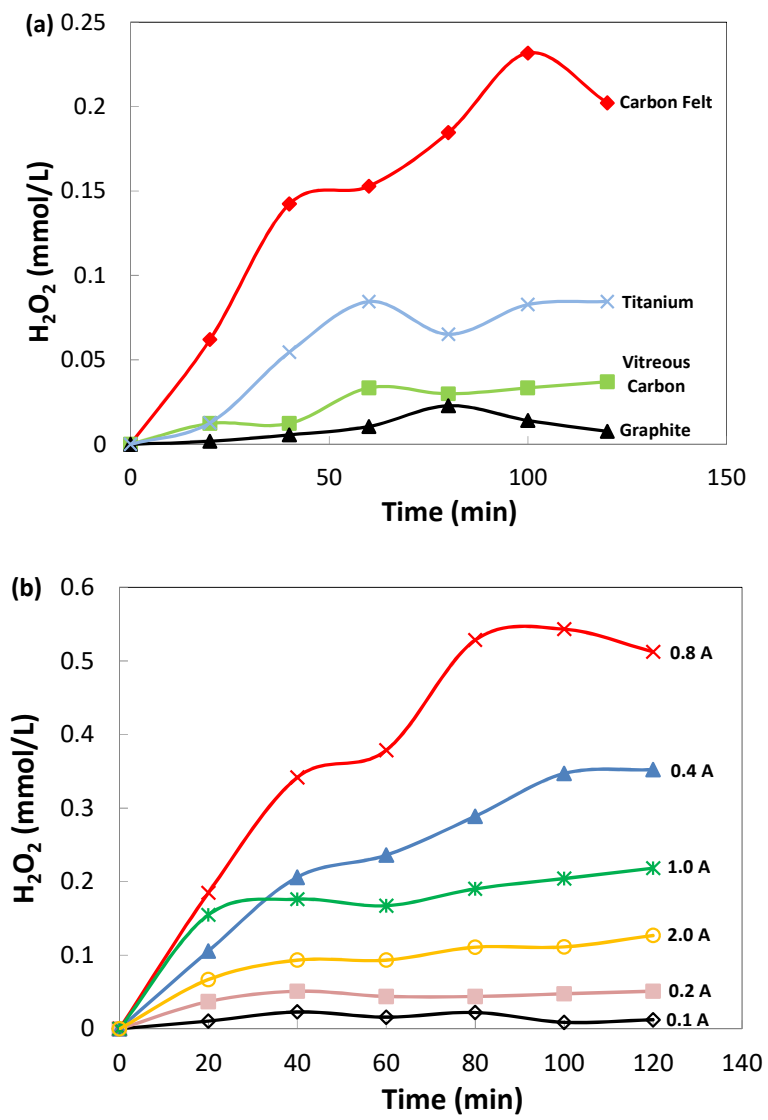 (a)
0.25
0.2
0.15
0.1
0.05
0
H₂O₂ (mmol/L)
Carbon Felt
Titanium
Vitreous
Carbon
Graphite
0 50 100 150
Time (min)
(b)
0.6
0.5
0.4
0.3
0.2
0.1
0
H₂O₂ (mmol/L)
0.8 A
0.4 A
1.0 A
2.0 A
0.2 A
0.1 A
0 20 40 60 80 100 120 140
Time (min)